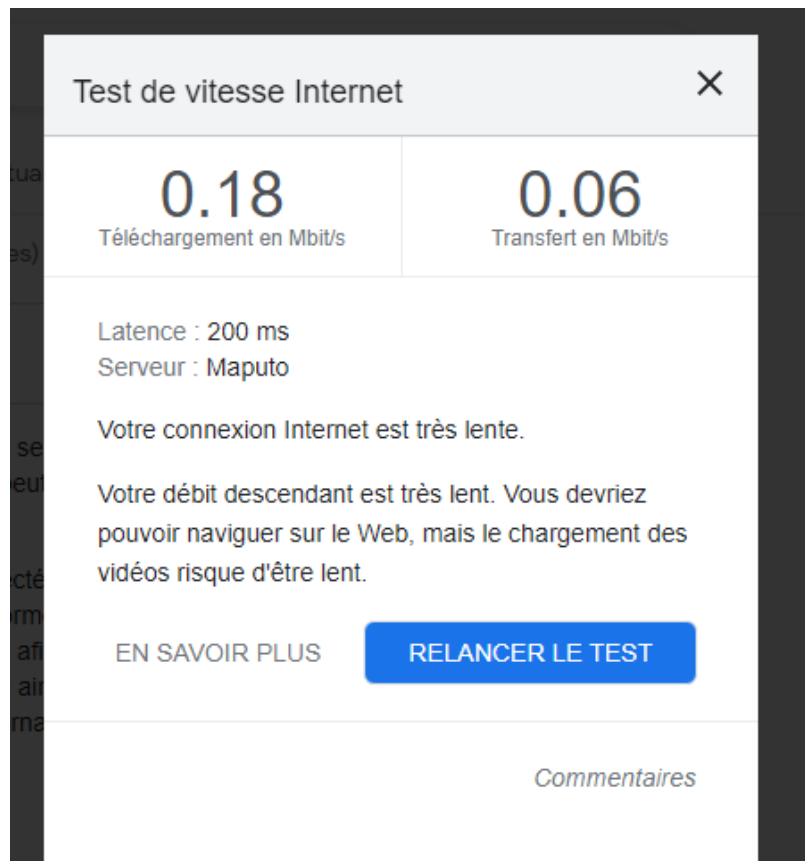 Test de vitesse Internet
0.18
Téléchargement en Mbit/s
0.06
Transfert en Mbit/s
Latence : 200 ms
Serveur : Maputo
Votre connexion Internet est très lente.
Votre débit descendant est très lent. Vous devriez
pouvoir naviguer sur le Web, mais le chargement des
vidéos risque d'être lent.
EN SAVOIR PLUS
RELANCER LE TEST
Commentaires